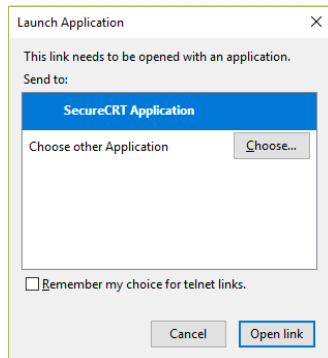 Launch Application
This link needs to be opened with an application.
Send to:
SecureCRT Application
Choose other Application
Choose...
Remember my choice for telnet links.
Cancel
Open link